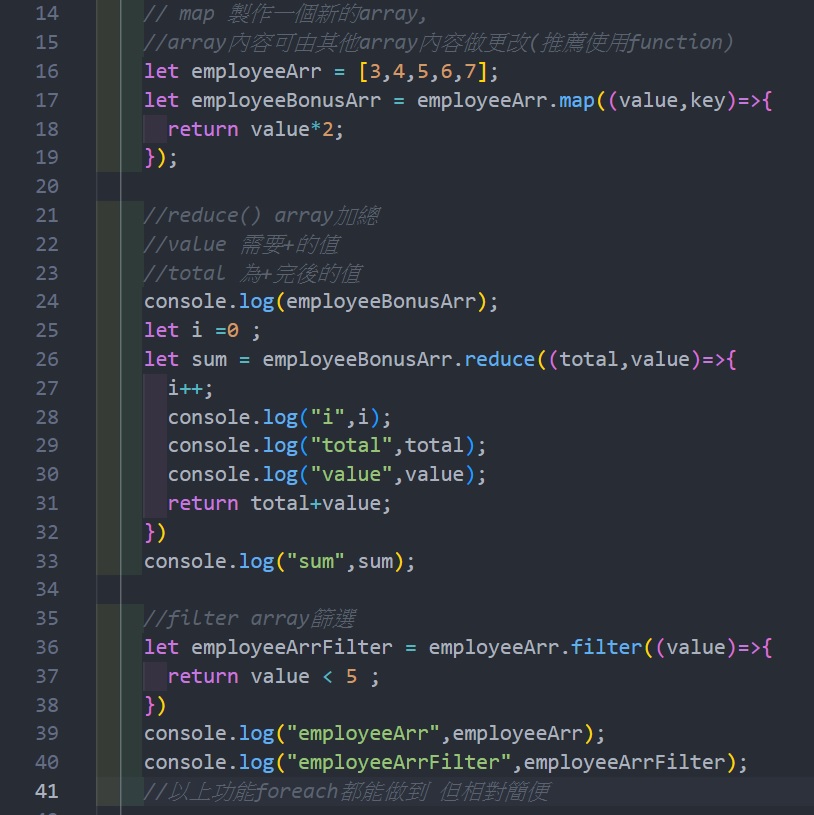 14 // map 製作一個新的array,
15 //array內容可由其他array內容做更改(推薦使用function)
16 let employeeArr = [3,4,5,6,7];
17 let employeeBonusArr = employeeArr.map((value,key)=>{
18 return value*2;
19 });
20
21 //reduce() array加總
22 //value 需要+的值
23 //total 為+完後的值
24 console.log(employeeBonusArr);
25 let i =0 ;
26 let sum = employeeBonusArr.reduce((total,value)=>{
27 i++;
28 console.log("i",i);
29 console.log("total",total);
30 console.log("value",value);
31 return total+value;
32 })
33 console.log("sum",sum);
34
35 //filter array篩選
36 let employeeArrFilter = employeeArr.filter((value)=>{
37 return value < 5 ;
38 })
39 console.log("employeeArr",employeeArr);
40 console.log("employeeArrFilter",employeeArrFilter);
41 //以上功能foreach都能做到 但相對簡便